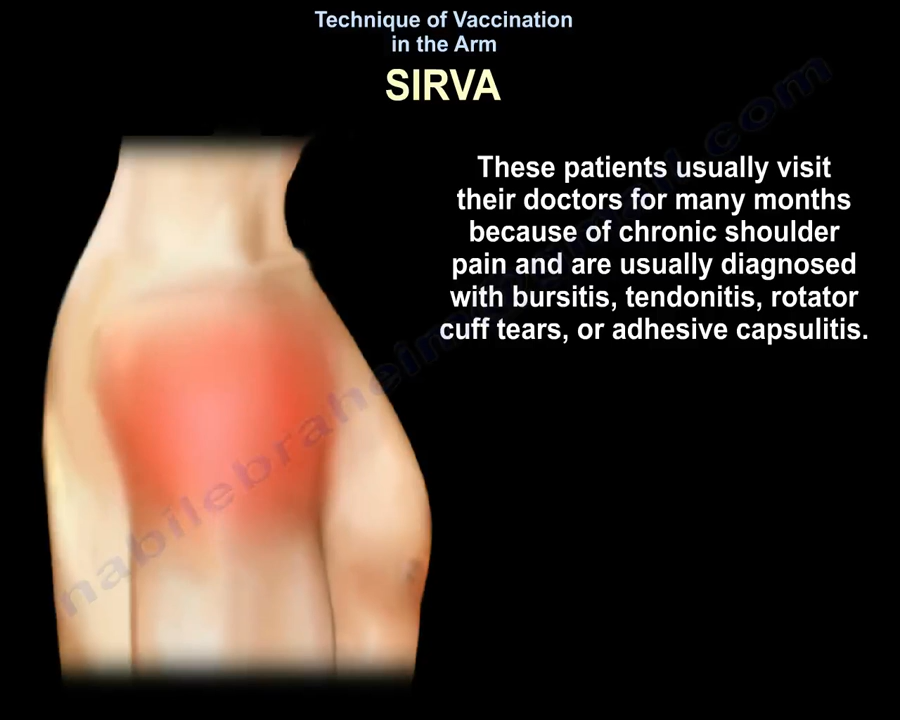 Technique of Vaccination
in the Arm
SIRVA
These patients usually visit
their doctors for many months
because of chronic shoulder
pain and are usually diagnosed
with bursitis, tendonitis, rotator
cuff tears, or adhesive capsulitis.